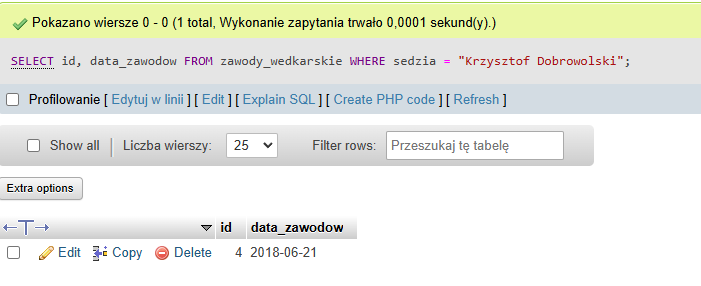 Pokazano wiersze 0 - 0 (1 total, Wykonanie zapytania trwało 0,0001 sekund(y).)
SELECT id, data_zawodow FROM zawody_wedkarskie WHERE sedzia = "Krzysztof Dobrowolski";
Profilowanie [ Edytuj w linii ] [ Edit ] [ Explain SQL ] [ Create PHP code ] [ Refresh ]
Show all Liczba wierszy: 25 Filter rows: Przeszukaj tę tabelę
Extra options
id data_zawodow
Edit Copy Delete 4 2018-06-21